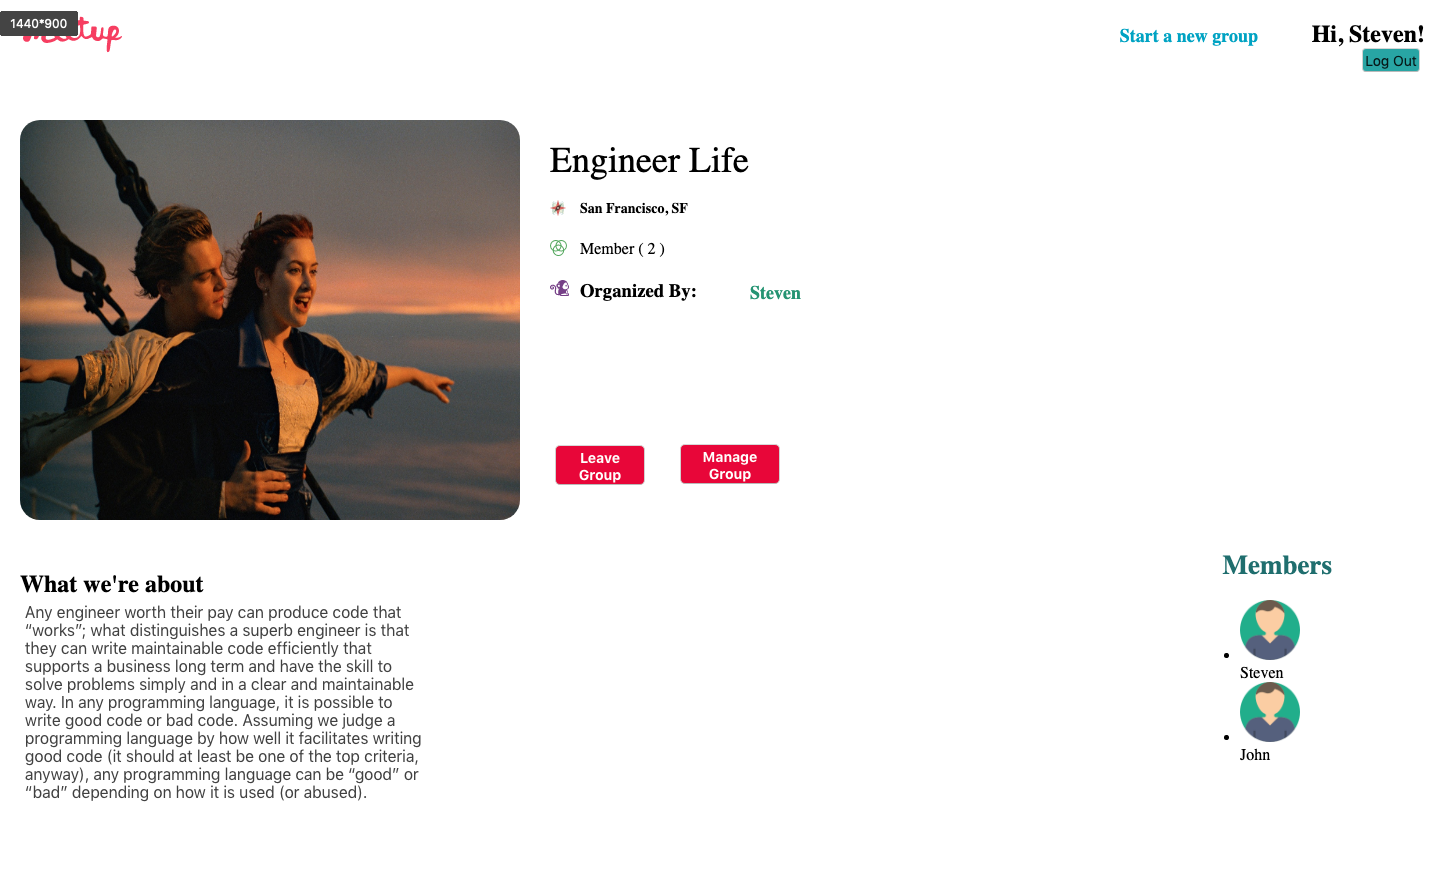 1440*900
meetup
Start a new group
Hi, Steven!
Log Out
Engineer Life
San Francisco, SF
Member ( 2 )
Organized By: Steven
Leave
Group
Manage
Group
What we're about
Any engineer worth their pay can produce code that
“works”; what distinguishes a superb engineer is that
they can write maintainable code efficiently that
supports a business long term and have the skill to
solve problems simply and in a clear and maintainable
way. In any programming language, it is possible to
write good code or bad code. Assuming we judge a
programming language by how well it facilitates writing
good code (it should at least be one of the top criteria,
anyway), any programming language can be “good” or
“bad” depending on how it is used (or abused).
Members
Steven
John